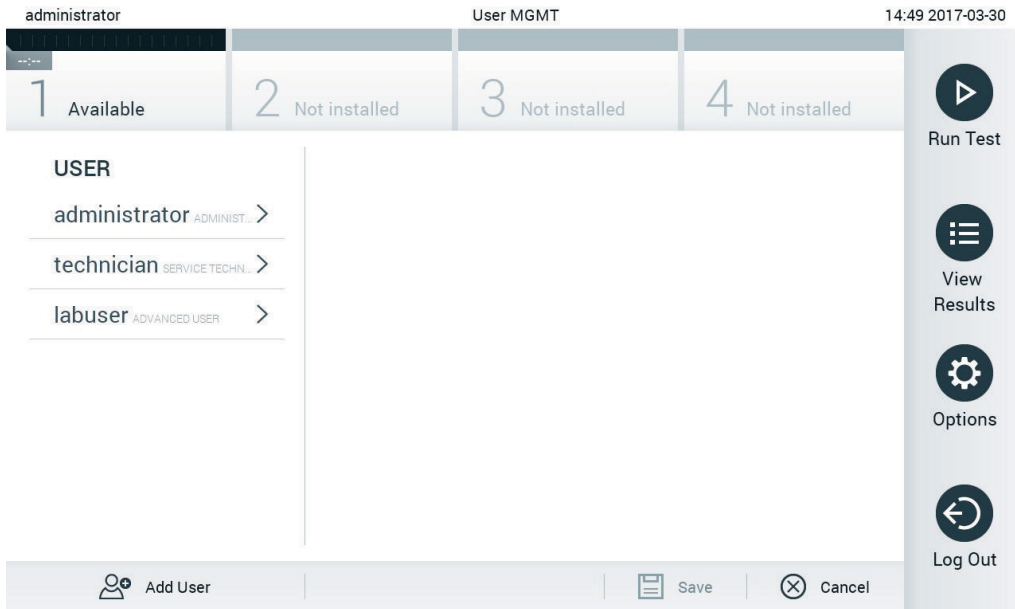 administrator User MGMT 14:49 2017-03-30
--:--
1 Available 2 Not installed 3 Not installed 4 Not installed
Run Test
USER
administrator ADMINIST...
technician SERVICE TECHN...
labuser ADVANCED USER
View
Results
Options
Log Out
Add User Save Cancel